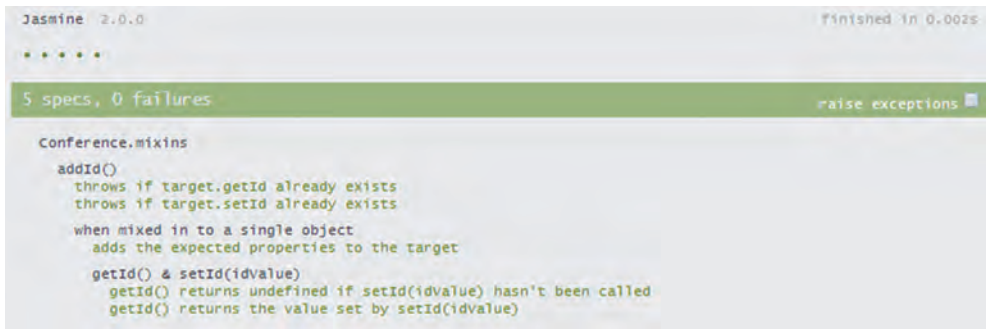 Jasmine 2.0.0 finished in 0.002s
• • • • •
5 specs, 0 failures raise exceptions
Conference.mixins
addId()
throws if target.getId already exists
throws if target.setId already exists
when mixed in to a single object
adds the expected properties to the target
getId() & setId(idValue)
getId() returns undefined if setId(idValue) hasn't been called
getId() returns the value set by setId(idValue)